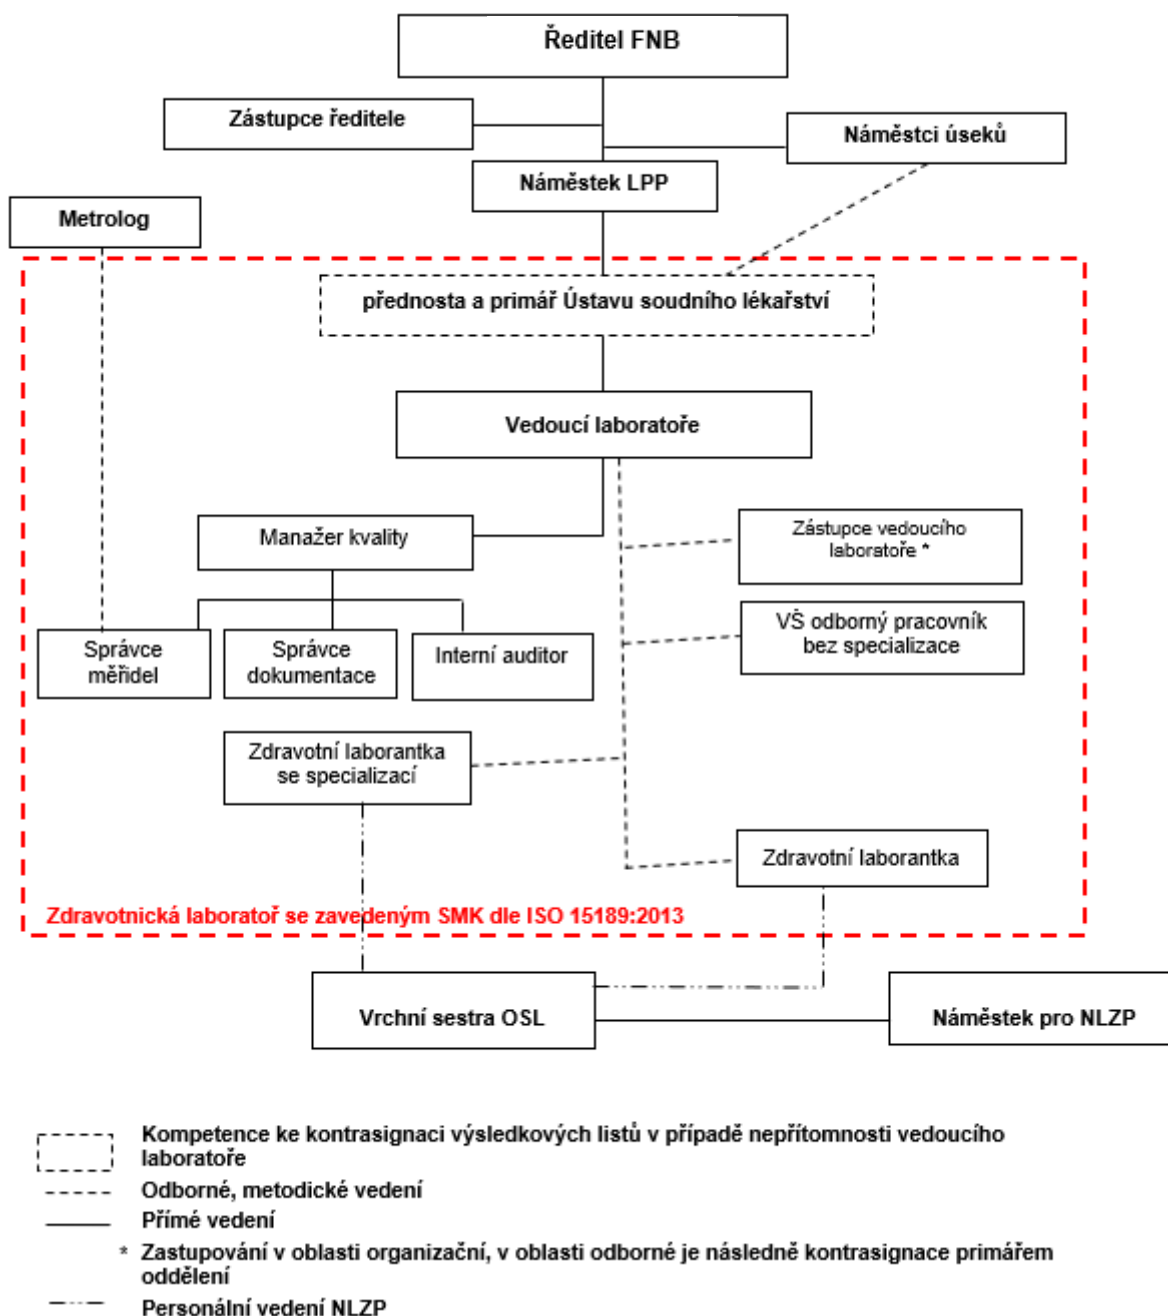 Ředitel FNB
Zástupce ředitele
Náměstci úseků
Náměstek LPP
Metrolog
přednosta a primář Ústavu soudního lékařství
Vedoucí laboratoře
Manažer kvality
Zástupce vedoucího
laboratoře *
VŠ odborný pracovník
bez specializace
Správce
měřidel
Správce
dokumentace
Interní auditor
Zdravotní laborantka
se specializací
Zdravotní laborantka
Zdravotnická laboratoř se zavedeným SMK dle ISO 15189:2013
Vrchní sestra OSL
Náměstek pro NLZP
Kompetence ke kontrasignaci výsledkových listů v případě nepřítomnosti vedoucího
laboratoře
Odborné, metodické vedení
Přímé vedení
* Zastupování v oblasti organizační, v oblasti odborné je následně kontrasignace primářem
oddělení
Personální vedení NLZP